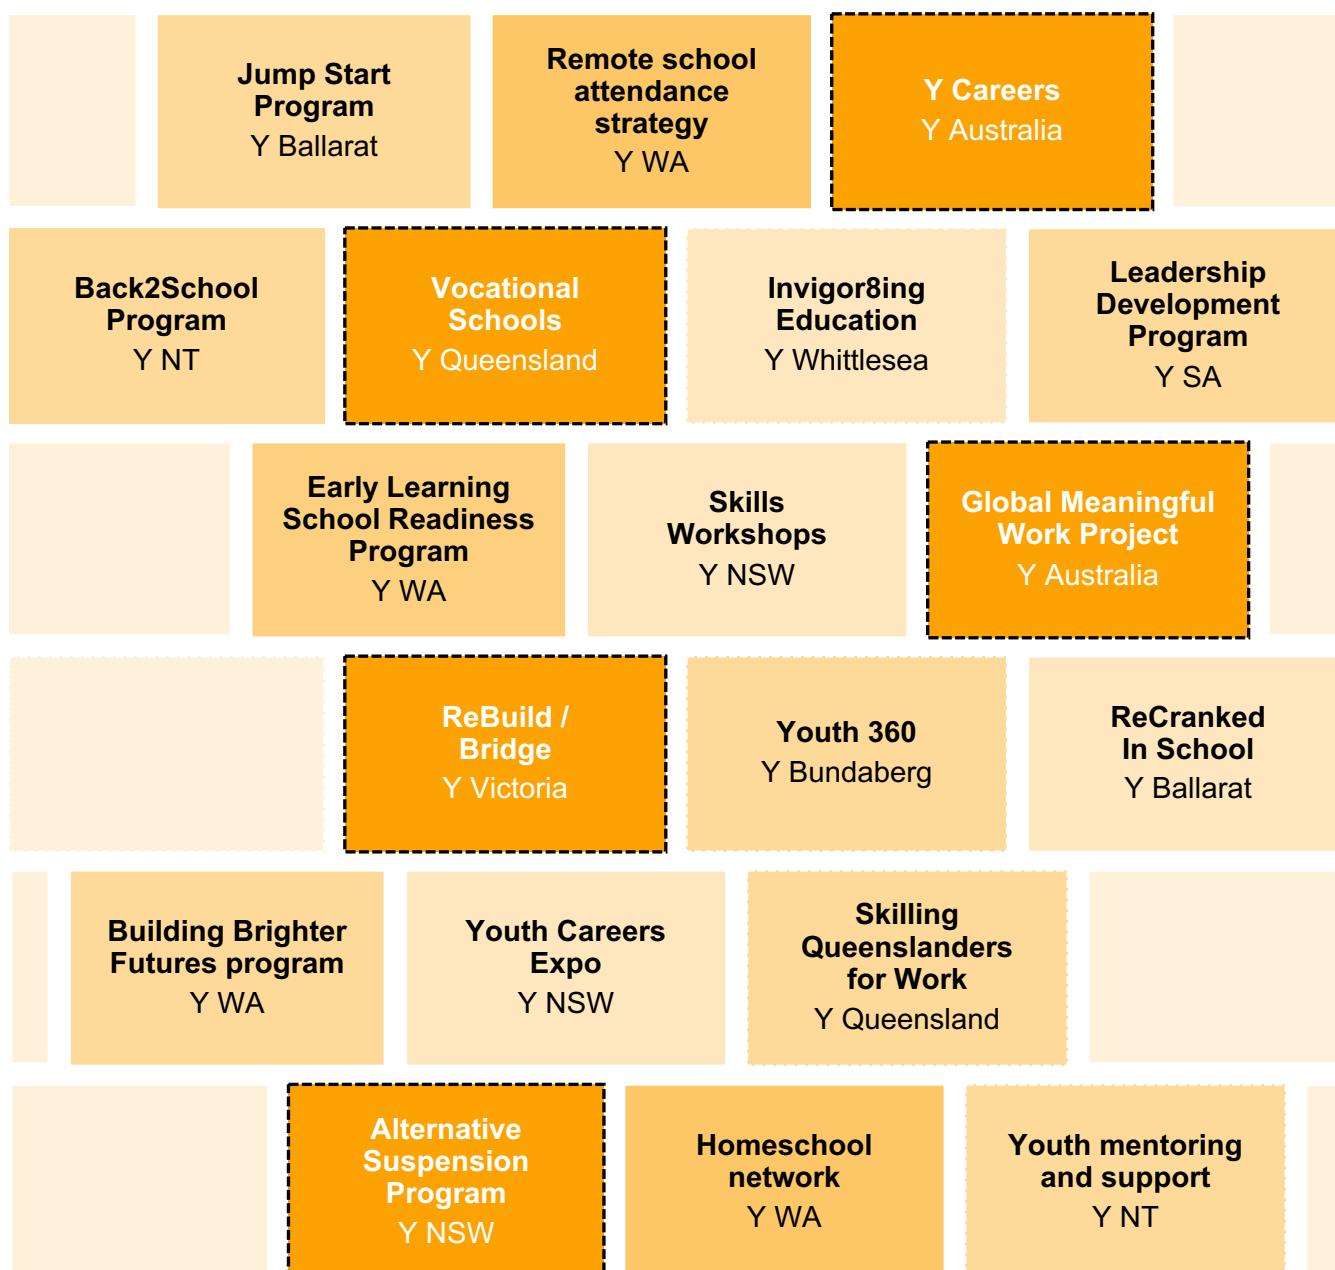 Jump Start
Program
Y Ballarat
Remote school
attendance
strategy
Y WA
Y Careers
Y Australia
Back2School
Program
Y NT
Vocational
Schools
Y Queensland
Invigor8ing
Education
Y Whittlesea
Leadership
Development
Program
Y SA
Early Learning
School Readiness
Program
Y WA
Skills
Workshops
Y NSW
Global Meaningful
Work Project
Y Australia
ReBuild /
Bridge
Y Victoria
Youth 360
Y Bundaberg
ReCranked
In School
Y Ballarat
Building Brighter
Futures program
Y WA
Youth Careers
Expo
Y NSW
Skilling
Queenslanders
for Work
Y Queensland
Alternative
Suspension
Program
Y NSW
Homeschool
network
Y WA
Youth mentoring
and support
Y NT